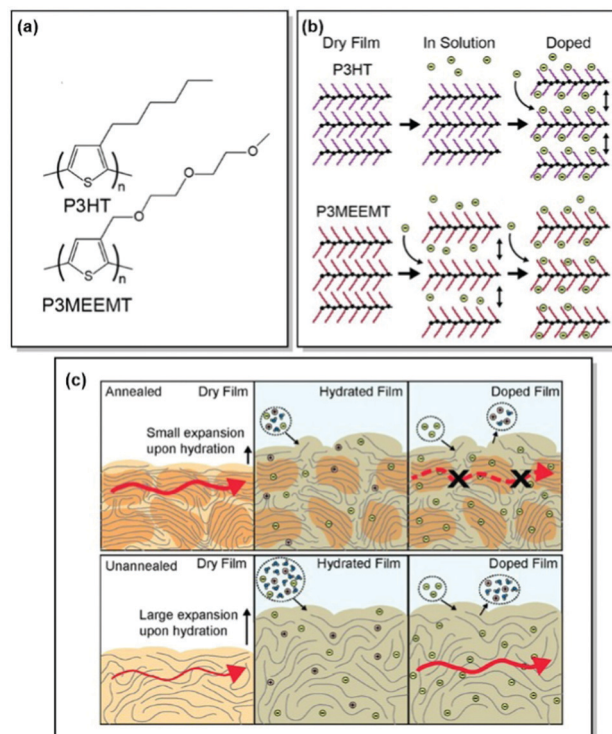 (a)
S
n
P3HT
O
O
O
S
n
P3MEEMT
(b)
Dry Film In Solution Doped
P3HT
P3MEEMT
(c)
Annealed Dry Film Hydrated Film Doped Film
Small expansion
upon hydration
X X
Unannealed Dry Film Hydrated Film Doped Film
Large expansion
upon hydration